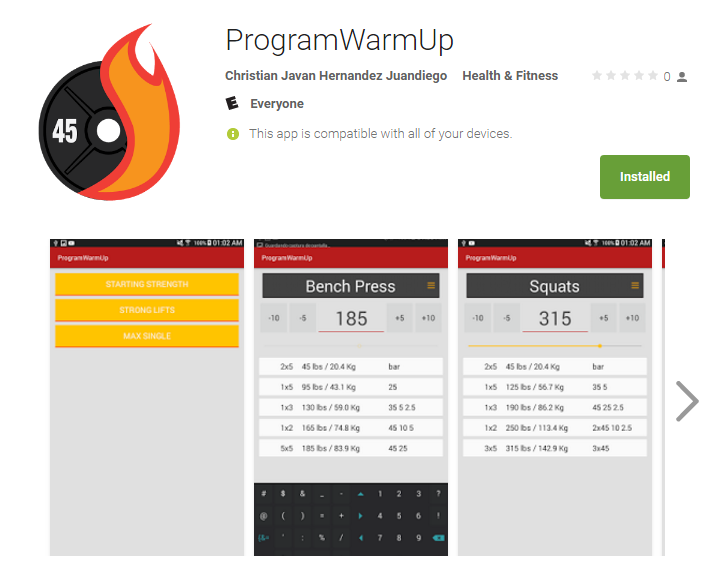 ProgramWarmUp
Christian Javan Hernandez Juandiego Health & Fitness
0
E Everyone
This app is compatible with all of your devices.
45
Installed
100% 01:02 AM
ProgramWarmUp
STARTING STRENGTH
STRONG LIFTS
MAX SINGLE
Guardando captura de pantalla...
ProgramWarmUp
Bench Press
-10 -5 185 +5 +10
2x5 45 lbs / 20.4 Kg bar
1x5 95 lbs / 43.1 Kg 25
1x3 130 lbs / 59.0 Kg 35 5 2.5
1x2 165 lbs / 74.8 Kg 45 10 5
5x5 185 lbs / 83.9 Kg 45 25
# $ & _ - 1 2 3 ?
@ ( ) = + 4 5 6 !
{&= ' : % / 7 8 9
100% 01:02 AM
ProgramWarmUp
Squats
-10 -5 315 +5 +10
2x5 45 lbs / 20.4 Kg bar
1x5 125 lbs / 56.7 Kg 35 5
1x3 190 lbs / 86.2 Kg 45 25 2.5
1x2 250 lbs / 113.4 Kg 2x45 10 2.5
3x5 315 lbs / 142.9 Kg 3x45